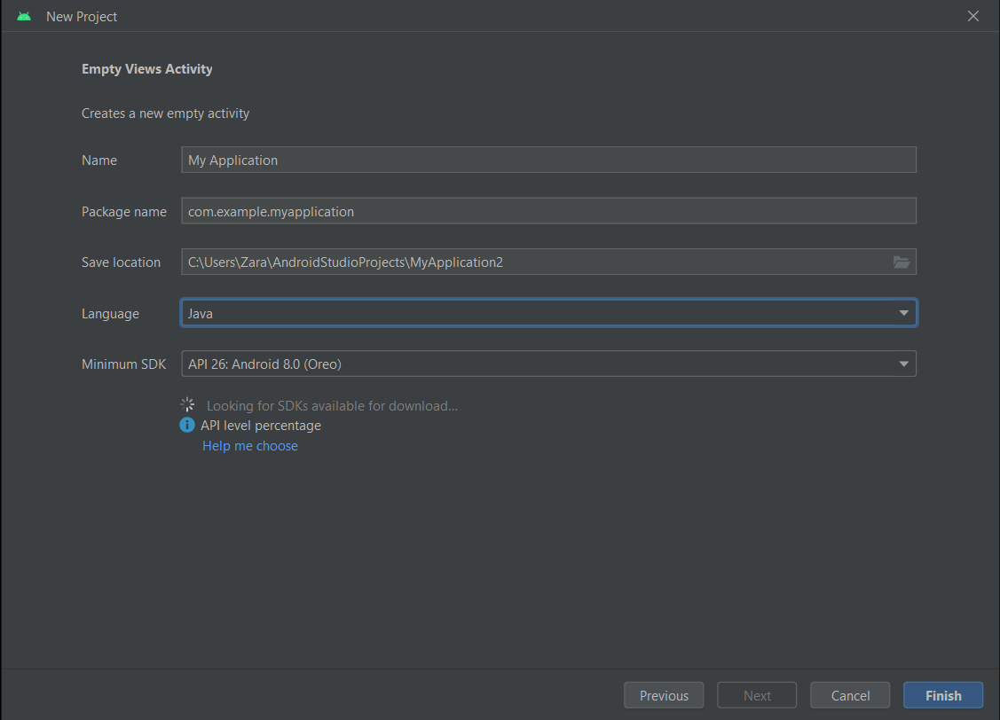 New Project
Empty Views Activity
Creates a new empty activity
Name My Application
Package name com.example.myapplication
Save location C:\Users\Zara\AndroidStudioProjects\MyApplication2
Language Java
Minimum SDK API 26: Android 8.0 (Oreo)
Looking for SDKs available for download...
i API level percentage
Help me choose
Previous Next Cancel Finish